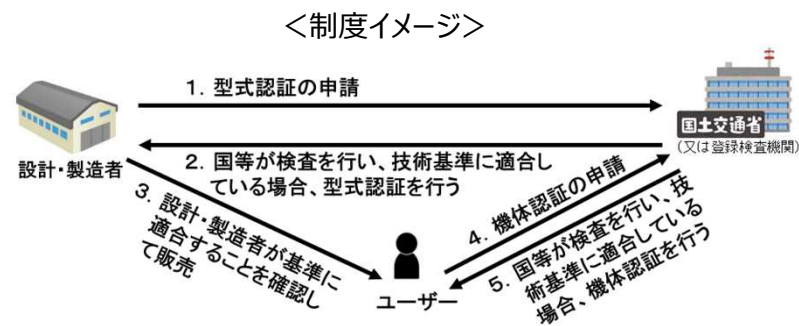 ＜制度イメージ＞
1．型式認証の申請
国土交通省
(又は登録検査機関)
設計・製造者
2．国等が検査を行い、技術基準に適合し
ている場合、型式認証を行う
3．設計・製造者が基準に
適合することを確認し
て販売
4．機体認証の申請
5．国等が検査を行い、技
術基準に適合している
場合、機体認証を行う
ユーザー